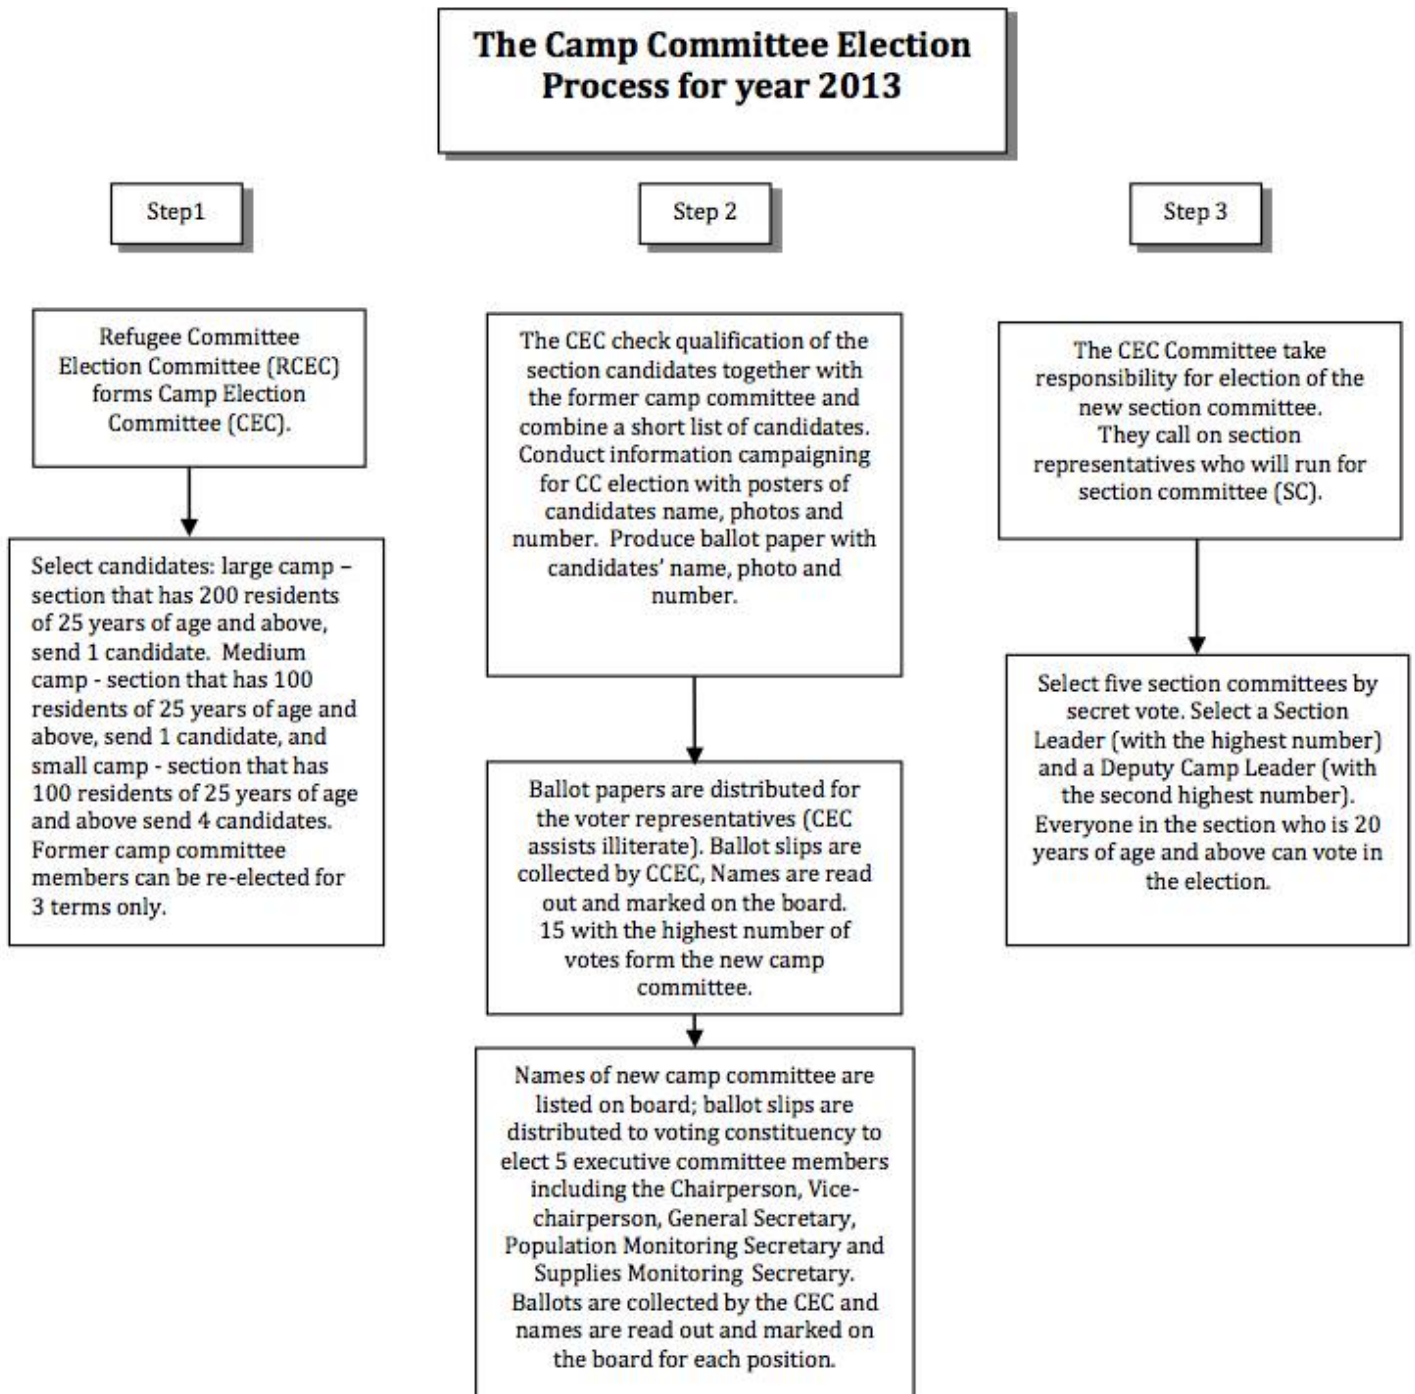 The Camp Committee Election
Process for year 2013
Step1
Refugee Committee
Election Committee (RCEC)
forms Camp Election
Committee (CEC).
Select candidates: large camp –
section that has 200 residents
of 25 years of age and above,
send 1 candidate.  Medium
camp - section that has 100
residents of 25 years of age and
above, send 1 candidate, and
small camp - section that has
100 residents of 25 years of age
and above send 4 candidates.
Former camp committee
members can be re-elected for
3 terms only.
Step 2
The CEC check qualification of the
section candidates together with
the former camp committee and
combine a short list of candidates.
Conduct information campaigning
for CC election with posters of
candidates name, photos and
number.  Produce ballot paper with
candidates’ name, photo and
number.
Ballot papers are distributed for
the voter representatives (CEC
assists illiterate). Ballot slips are
collected by CCEC, Names are read
out and marked on the board.
15 with the highest number of
votes form the new camp
committee.
Names of new camp committee are
listed on board; ballot slips are
distributed to voting constituency to
elect 5 executive committee members
including the Chairperson, Vice-
chairperson, General Secretary,
Population Monitoring Secretary and
Supplies Monitoring Secretary.
Ballots are collected by the CEC and
names are read out and marked on
the board for each position.
Step 3
The CEC Committee take
responsibility for election of the
new section committee.
They call on section
representatives who will run for
section committee (SC).
Select five section committees by
secret vote. Select a Section
Leader (with the highest number)
and a Deputy Camp Leader (with
the second highest number).
Everyone in the section who is 20
years of age and above can vote in
the election.